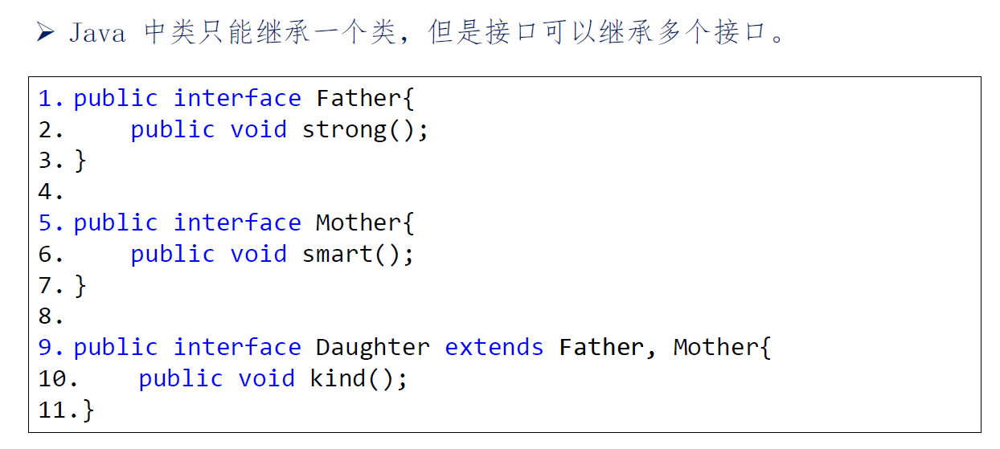 ➢ Java 中类只能继承一个类，但是接口可以继承多个接口。
1. public interface Father{
2.     public void strong();
3. }
4.
5. public interface Mother{
6.     public void smart();
7. }
8.
9. public interface Daughter extends Father, Mother{
10.    public void kind();
11.}